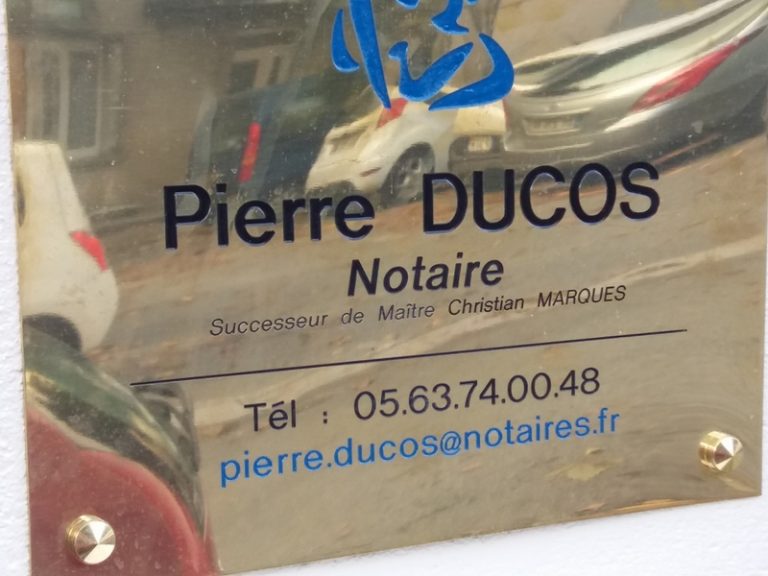 Pierre DUCOS
Notaire
Successeur de Maître Christian MARQUES
Tél : 05.63.74.00.48
pierre.ducos@notaires.fr